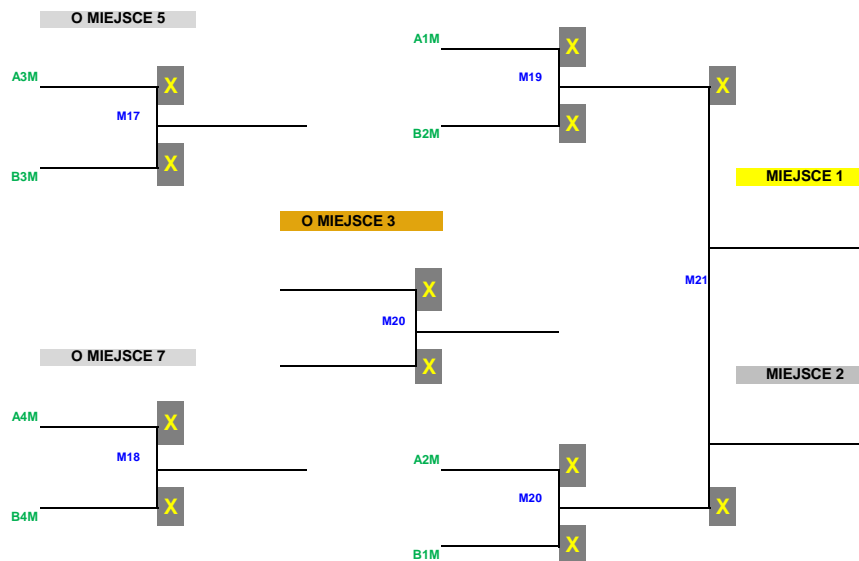 O MIEJSCE 5
A3M
X
M17
X
B3M
A1M
X
M19
X
B2M
X
MIEJSCE 1
O MIEJSCE 3
X
M20
X
M21
O MIEJSCE 7
A4M
X
M18
X
B4M
MIEJSCE 2
A2M
X
M20
X
B1M
X